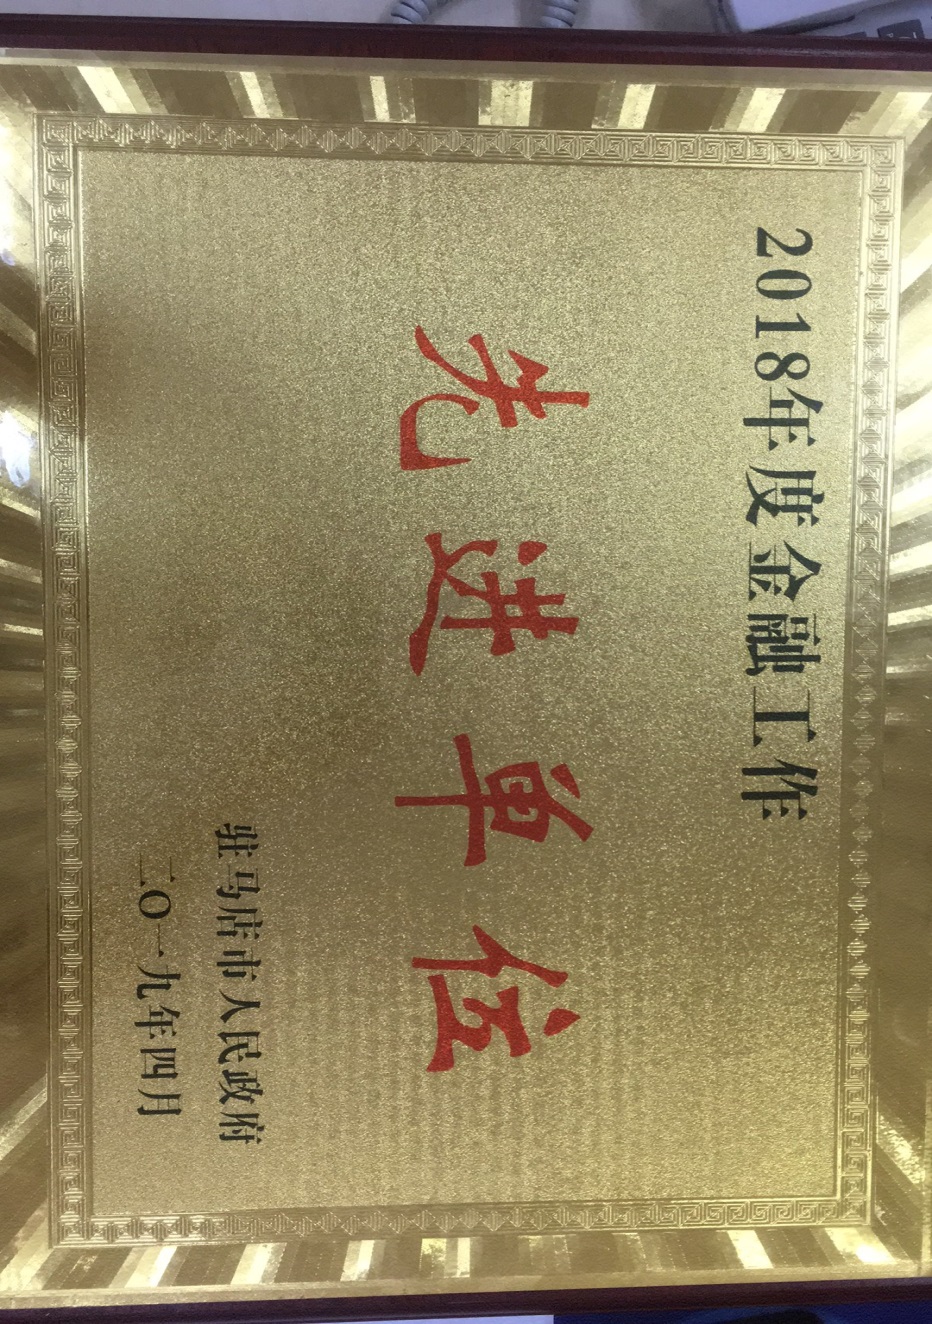 2018年度金融工作
先进单位
驻马店市人民政府
二〇一九年四月